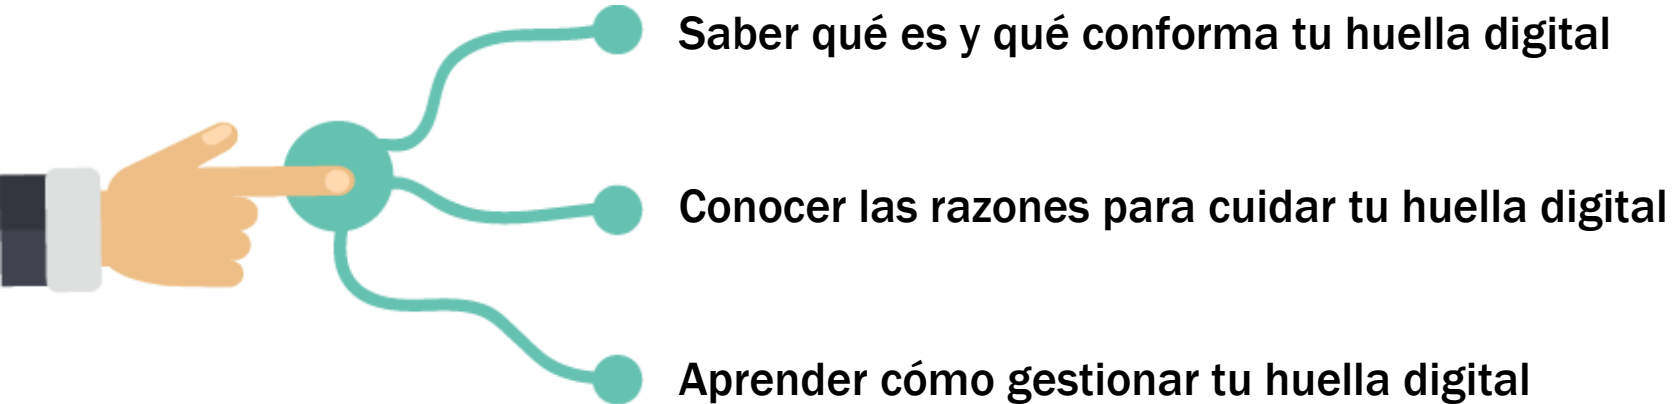 Saber qué es y qué conforma tu huella digital
Conocer las razones para cuidar tu huella digital
Aprender cómo gestionar tu huella digital